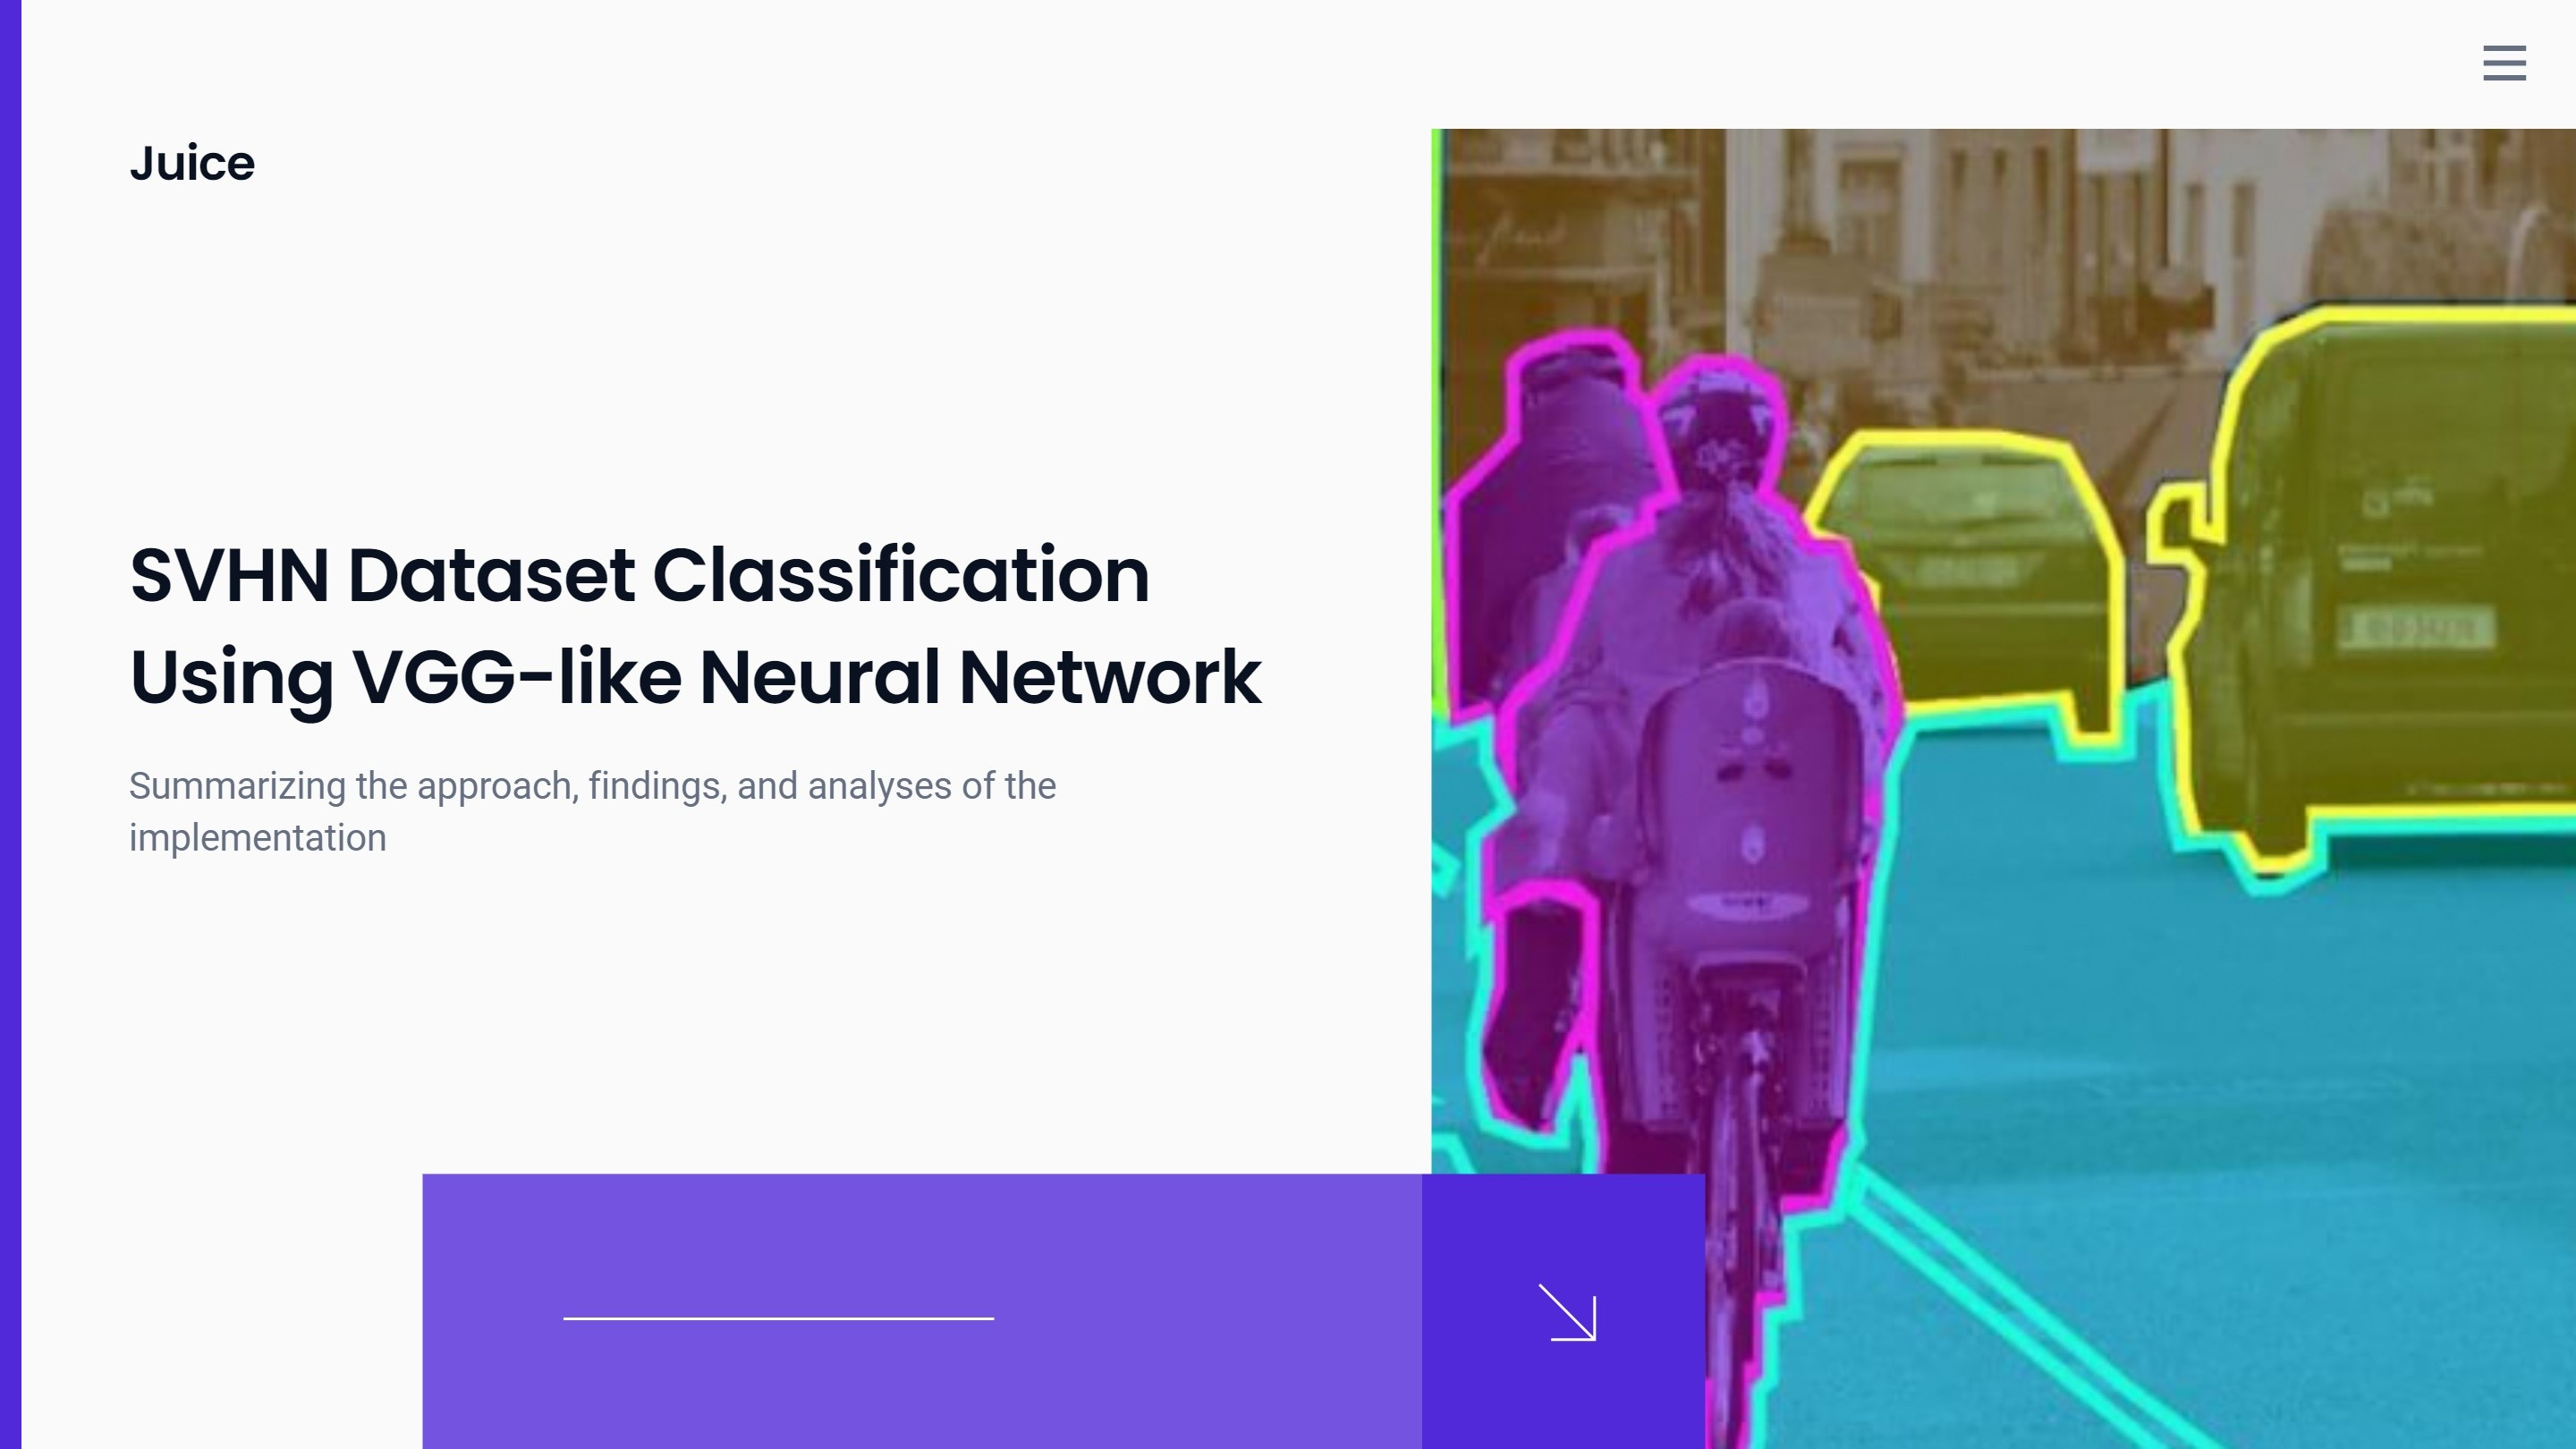 Juice
SVHN Dataset Classification
Using VGG-like Neural Network
Summarizing the approach, findings, and analyses of the
implementation